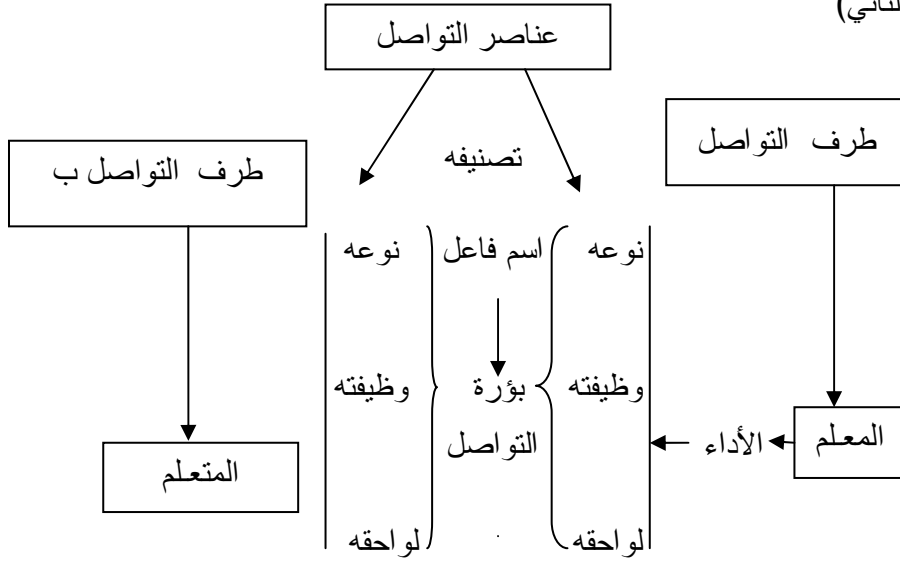 الثاني)
عناصر التواصل
طرف التواصل
طرف التواصل ب
تصنيفه
نوعه
اسم فاعل
نوعه
وظيفته
بؤرة
وظيفته
التواصل
المعلم
الأداء
المتعلم
لواحقه
.
لواحقه